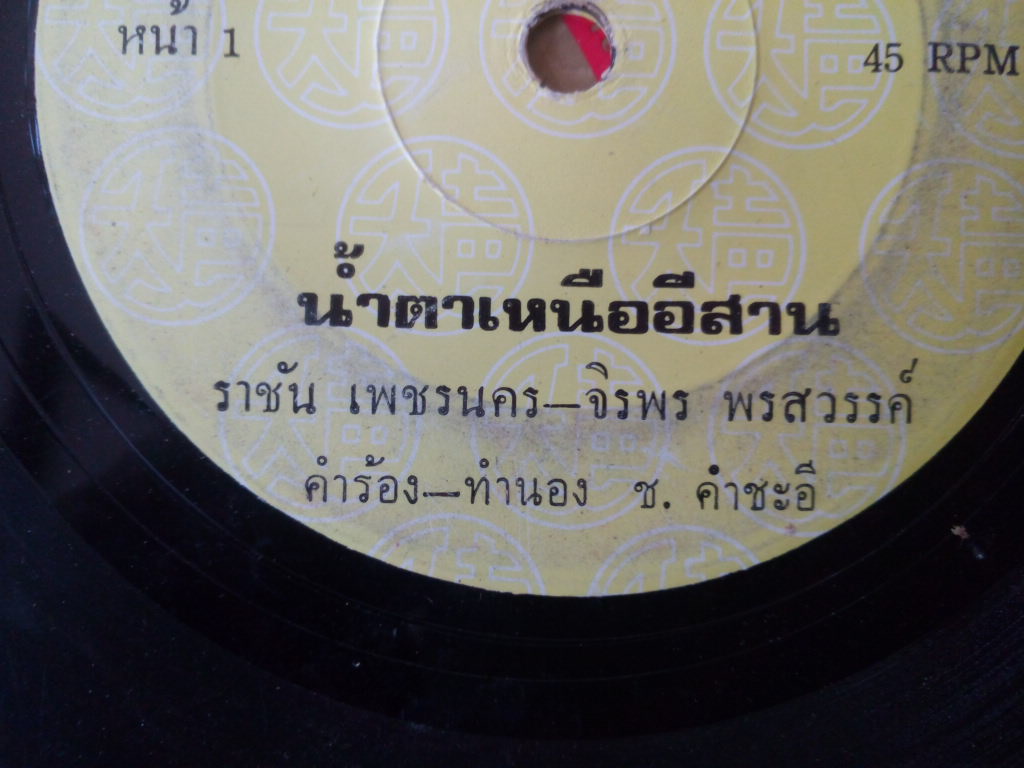 หน้า 1
45 RPM
น้ำตาเหนืออีสาน
ราชัน เพชรนคร—จิรพร พรสวรรค์
คำร้อง—ทำนอง ช. คำชะอี